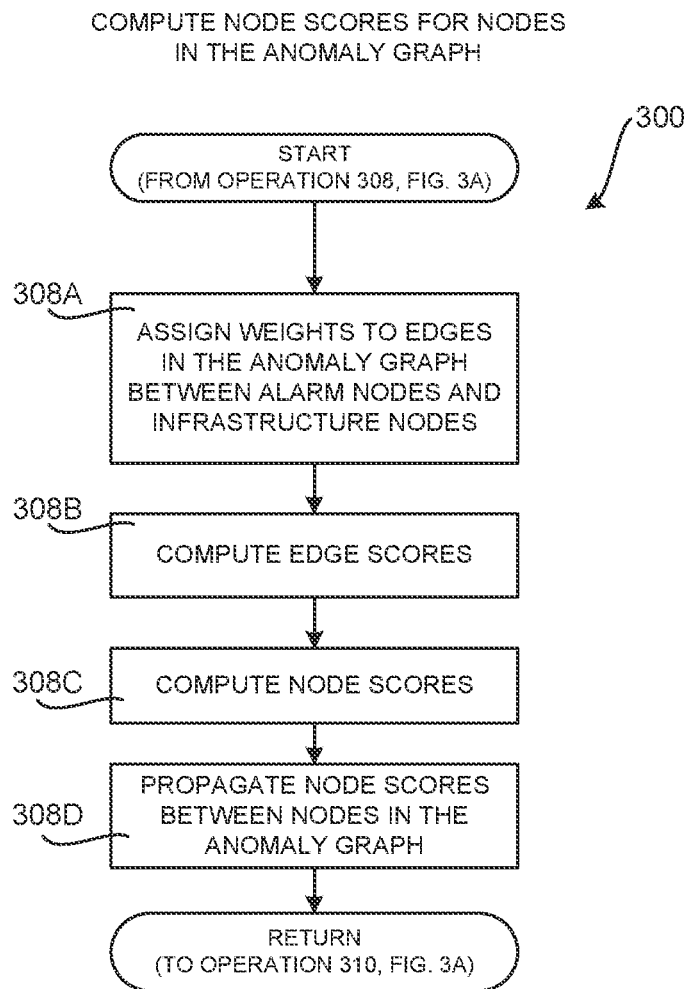 COMPUTE NODE SCORES FOR NODES
IN THE ANOMALY GRAPH
300
START
(FROM OPERATION 308, FIG. 3A)
308A
ASSIGN WEIGHTS TO EDGES
IN THE ANOMALY GRAPH
BETWEEN ALARM NODES AND
INFRASTRUCTURE NODES
308B
COMPUTE EDGE SCORES
308C
COMPUTE NODE SCORES
308D
PROPAGATE NODE SCORES
BETWEEN NODES IN THE
ANOMALY GRAPH
RETURN
(TO OPERATION 310, FIG. 3A)